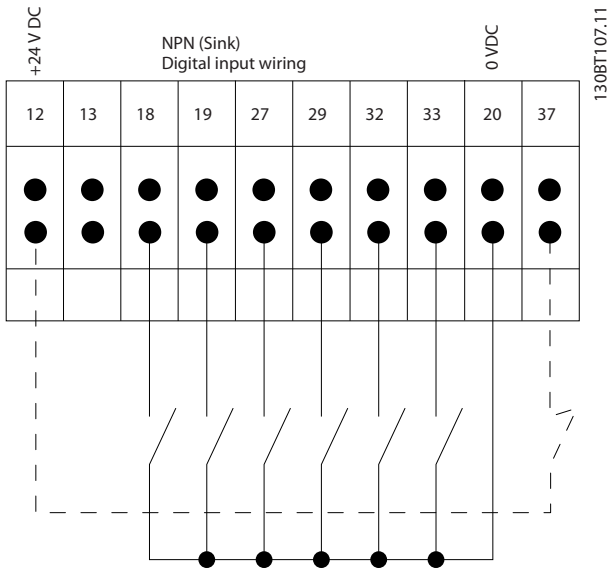 +24 V DC
NPN (Sink)
Digital input wiring
0 VDC
130BT107.11
12 13 18 19 27 29 32 33 20 37